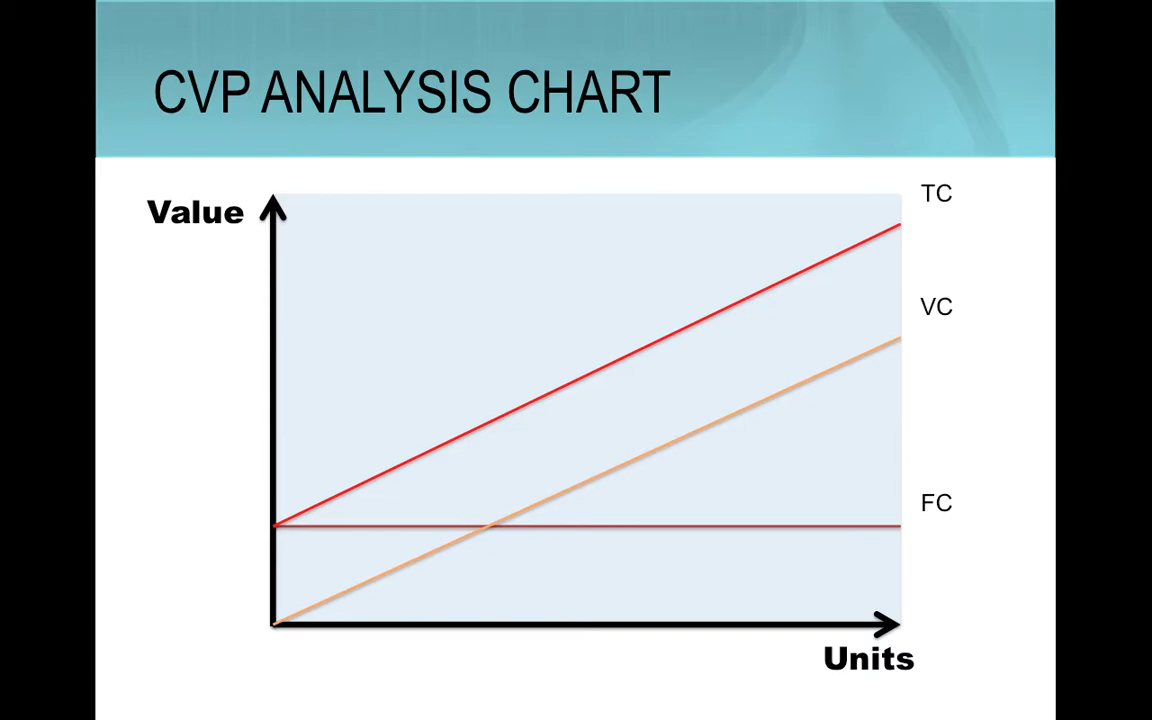 CVP ANALYSIS CHART
Value
TC
VC
FC
Units